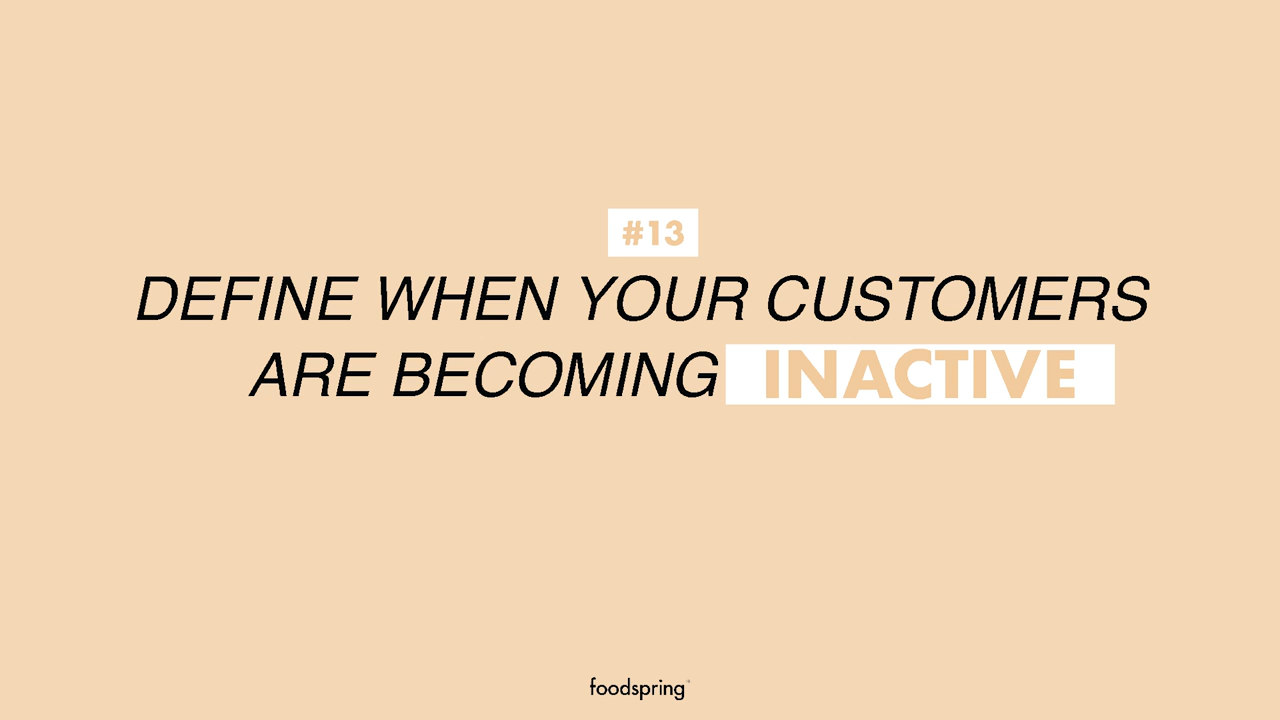 #13
DEFINE WHEN YOUR CUSTOMERS
ARE BECOMING INACTIVE
foodspring